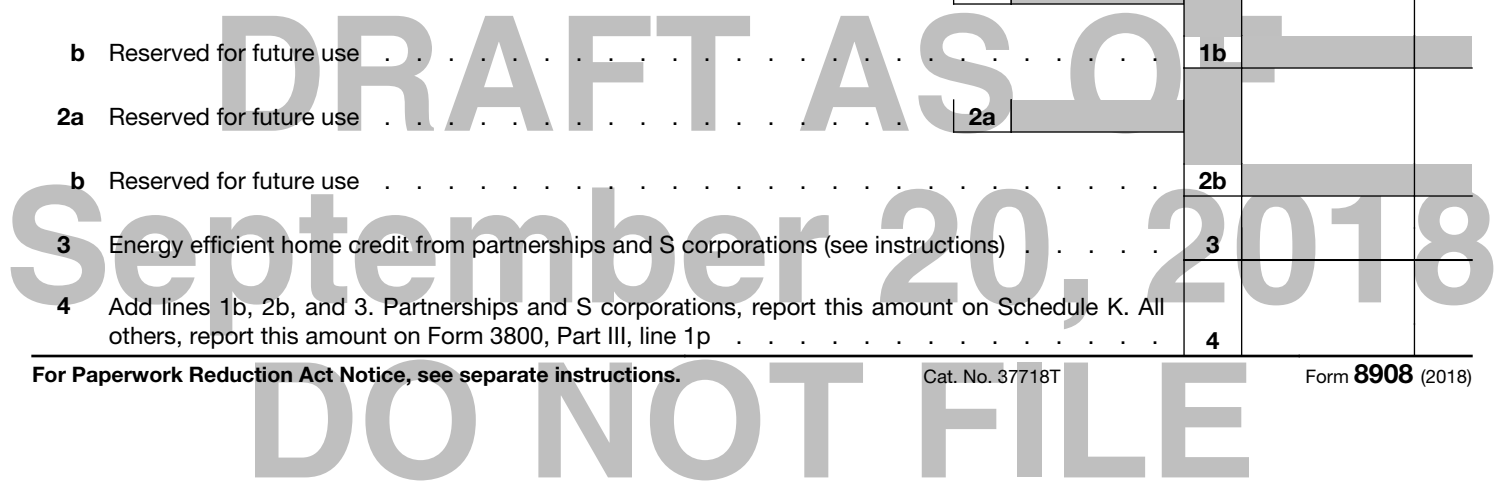 DRAFT AS OF
b Reserved for future use . . . . . . . . . . . . . . . . . . . . . . . . . 1b
2a Reserved for future use . . . . . . . . . . . . . . . . . 2a
b Reserved for future use . . . . . . . . . . . . . . . . . . . . . . . . . 2b
September 20, 2018
3 Energy efficient home credit from partnerships and S corporations (see instructions) . . . . . 3
4 Add lines 1b, 2b, and 3. Partnerships and S corporations, report this amount on Schedule K. All
others, report this amount on Form 3800, Part III, line 1p . . . . . . . . . . . . . . 4
For Paperwork Reduction Act Notice, see separate instructions. Cat. No. 37718T Form 8908 (2018)
DO NOT FILE